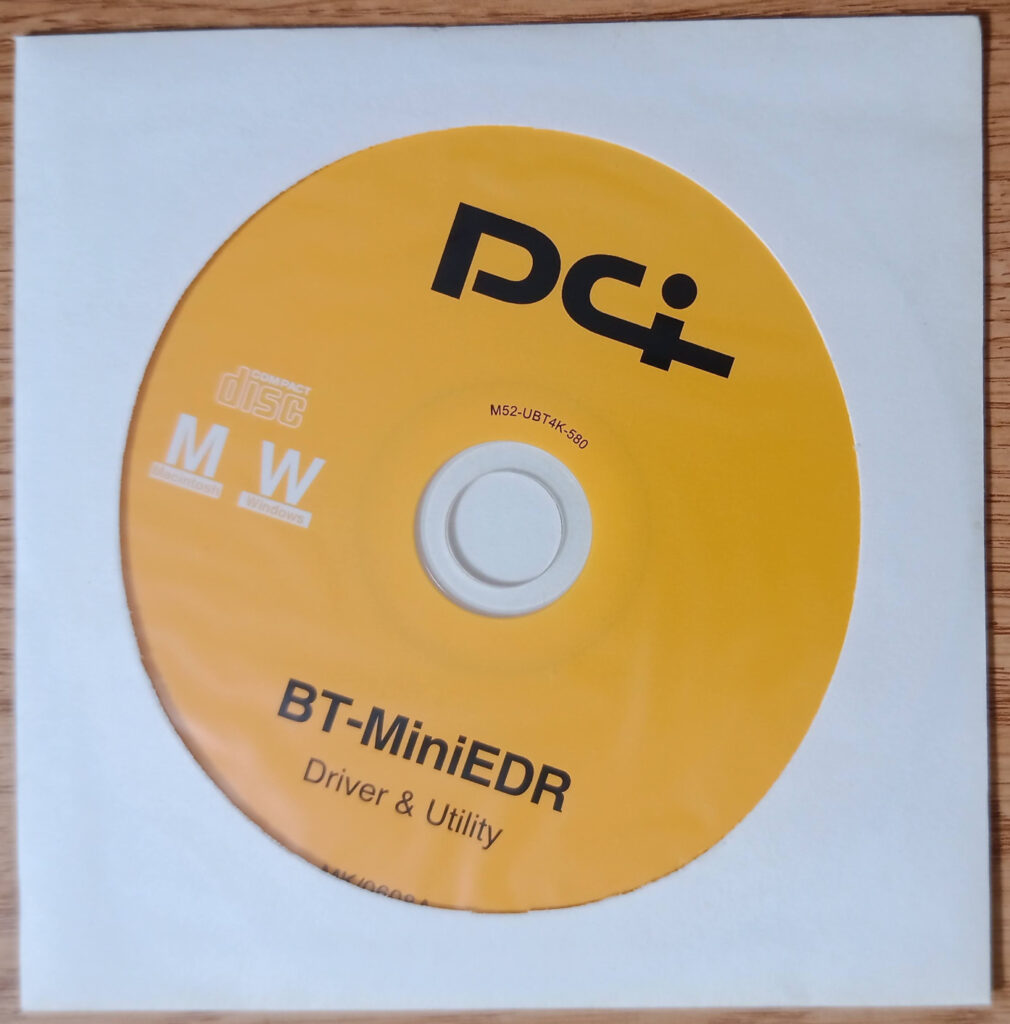 PCi
COMPACT
disc
M52-UBT4K-580
M W
Macintosh
Windows
BT-MiniEDR
Driver & Utility